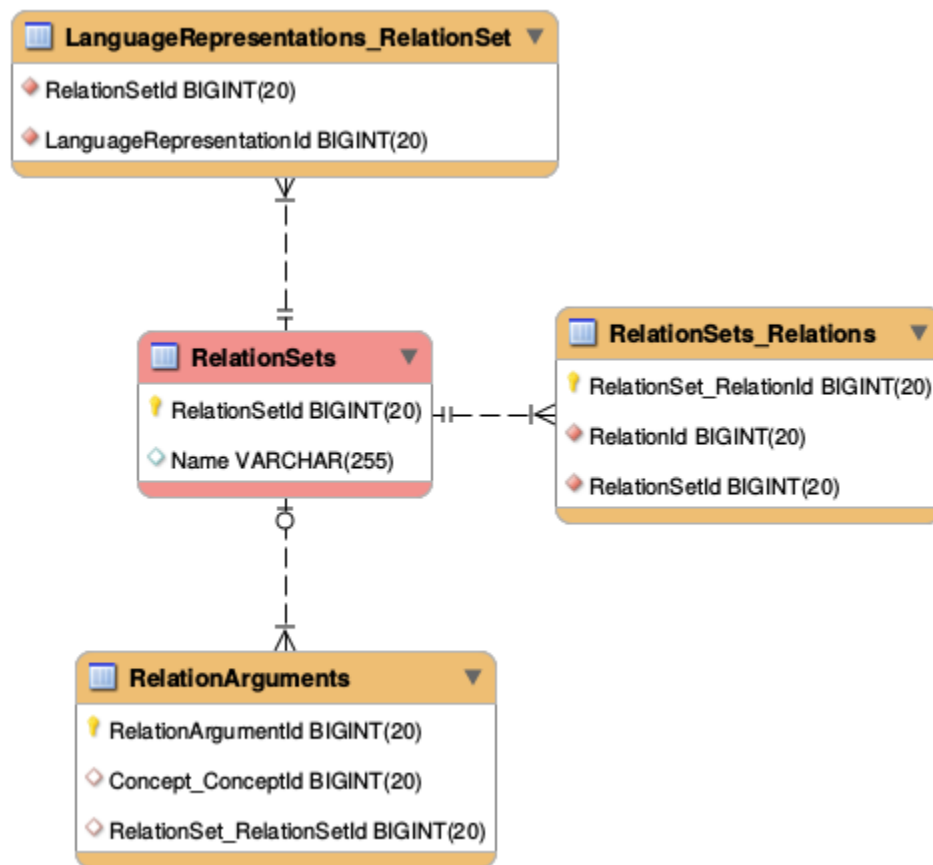 LanguageRepresentations_RelationSet
RelationSetId BIGINT(20)
LanguageRepresentationId BIGINT(20)
RelationSets
RelationSetId BIGINT(20)
Name VARCHAR(255)
RelationSets_Relations
RelationSet_RelationId BIGINT(20)
RelationId BIGINT(20)
RelationSetId BIGINT(20)
RelationArguments
RelationArgumentId BIGINT(20)
Concept_ConceptId BIGINT(20)
RelationSet_RelationSetId BIGINT(20)